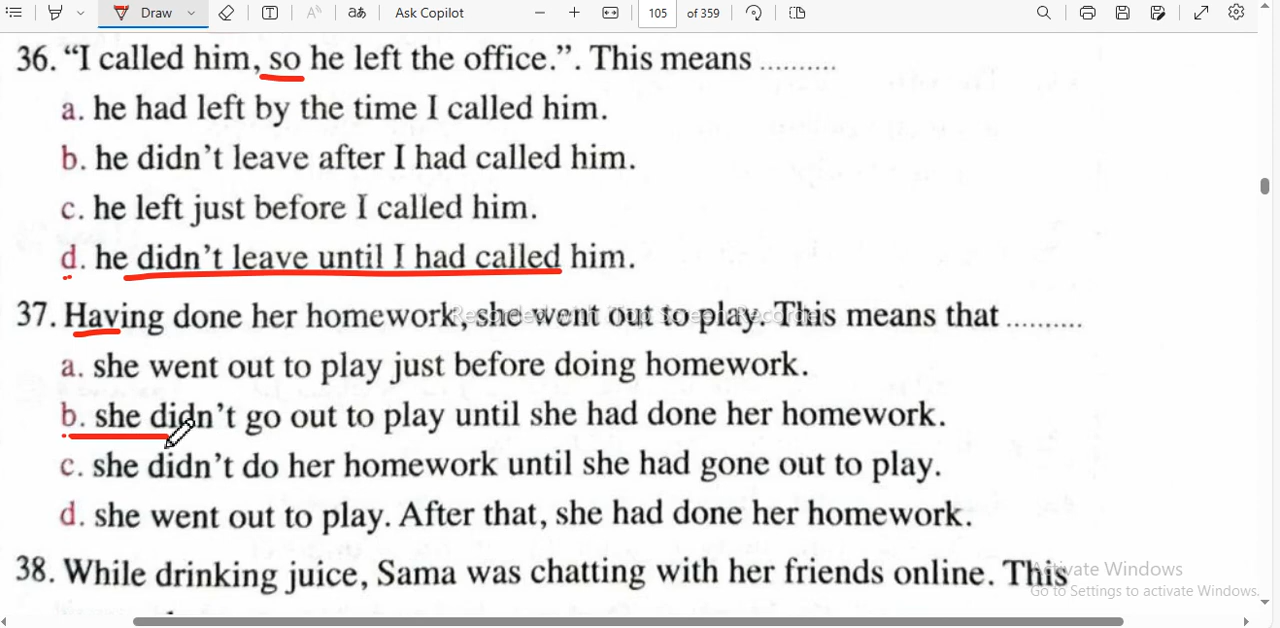 Draw
aあ
Ask Copilot
105
of 359
36. “I called him, so he left the office.”. This means ..........
a. he had left by the time I called him.
b. he didn’t leave after I had called him.
c. he left just before I called him.
d. he didn’t leave until I had called him.
37. Having done her homework, she went out to play. This means that ..........
a. she went out to play just before doing homework.
b. she didn’t go out to play until she had done her homework.
c. she didn’t do her homework until she had gone out to play.
d. she went out to play. After that, she had done her homework.
38. While drinking juice, Sama was chatting with her friends online. This
Activate Windows
Go to Settings to activate Windows.